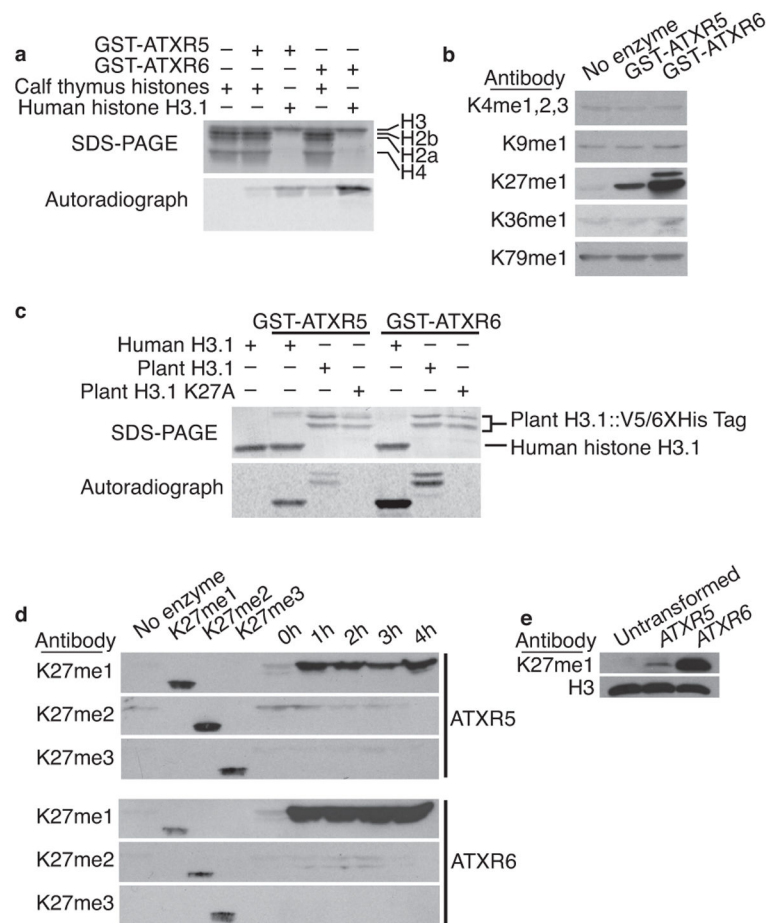 a
GST-ATXR5 – + + – –
GST-ATXR6 – – – + +
Calf thymus histones + + – + –
Human histone H3.1 – – + – +
SDS-PAGE
H3
H2b
H2a
H4
Autoradiograph
b
Antibody
No enzyme
GST-ATXR5
GST-ATXR6
K4me1,2,3
K9me1
K27me1
K36me1
K79me1
c
GST-ATXR5 GST-ATXR6
Human H3.1 + + – – + – –
Plant H3.1 – – + – – + –
Plant H3.1 K27A – – – + – – +
SDS-PAGE
Plant H3.1::V5/6XHis Tag
Human histone H3.1
Autoradiograph
d
Antibody
No enzyme
K27me1
K27me2
K27me3
0h
1h
2h
3h
4h
K27me1
K27me2
K27me3
ATXR5
K27me1
K27me2
K27me3
ATXR6
e
Antibody
Untransformed
ATXR5
ATXR6
K27me1
H3